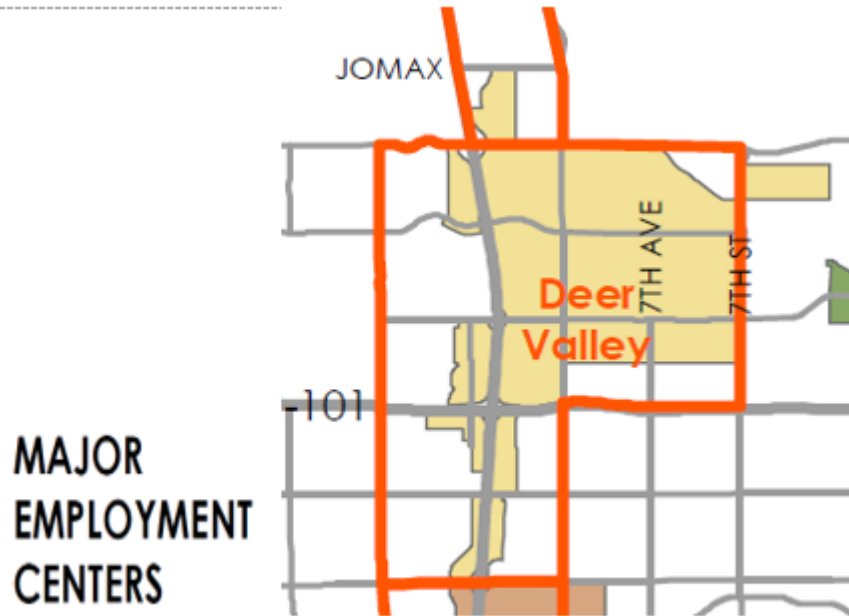 JOMAX
7TH AVE
7TH ST
Deer
Valley
-101
MAJOR
EMPLOYMENT
CENTERS